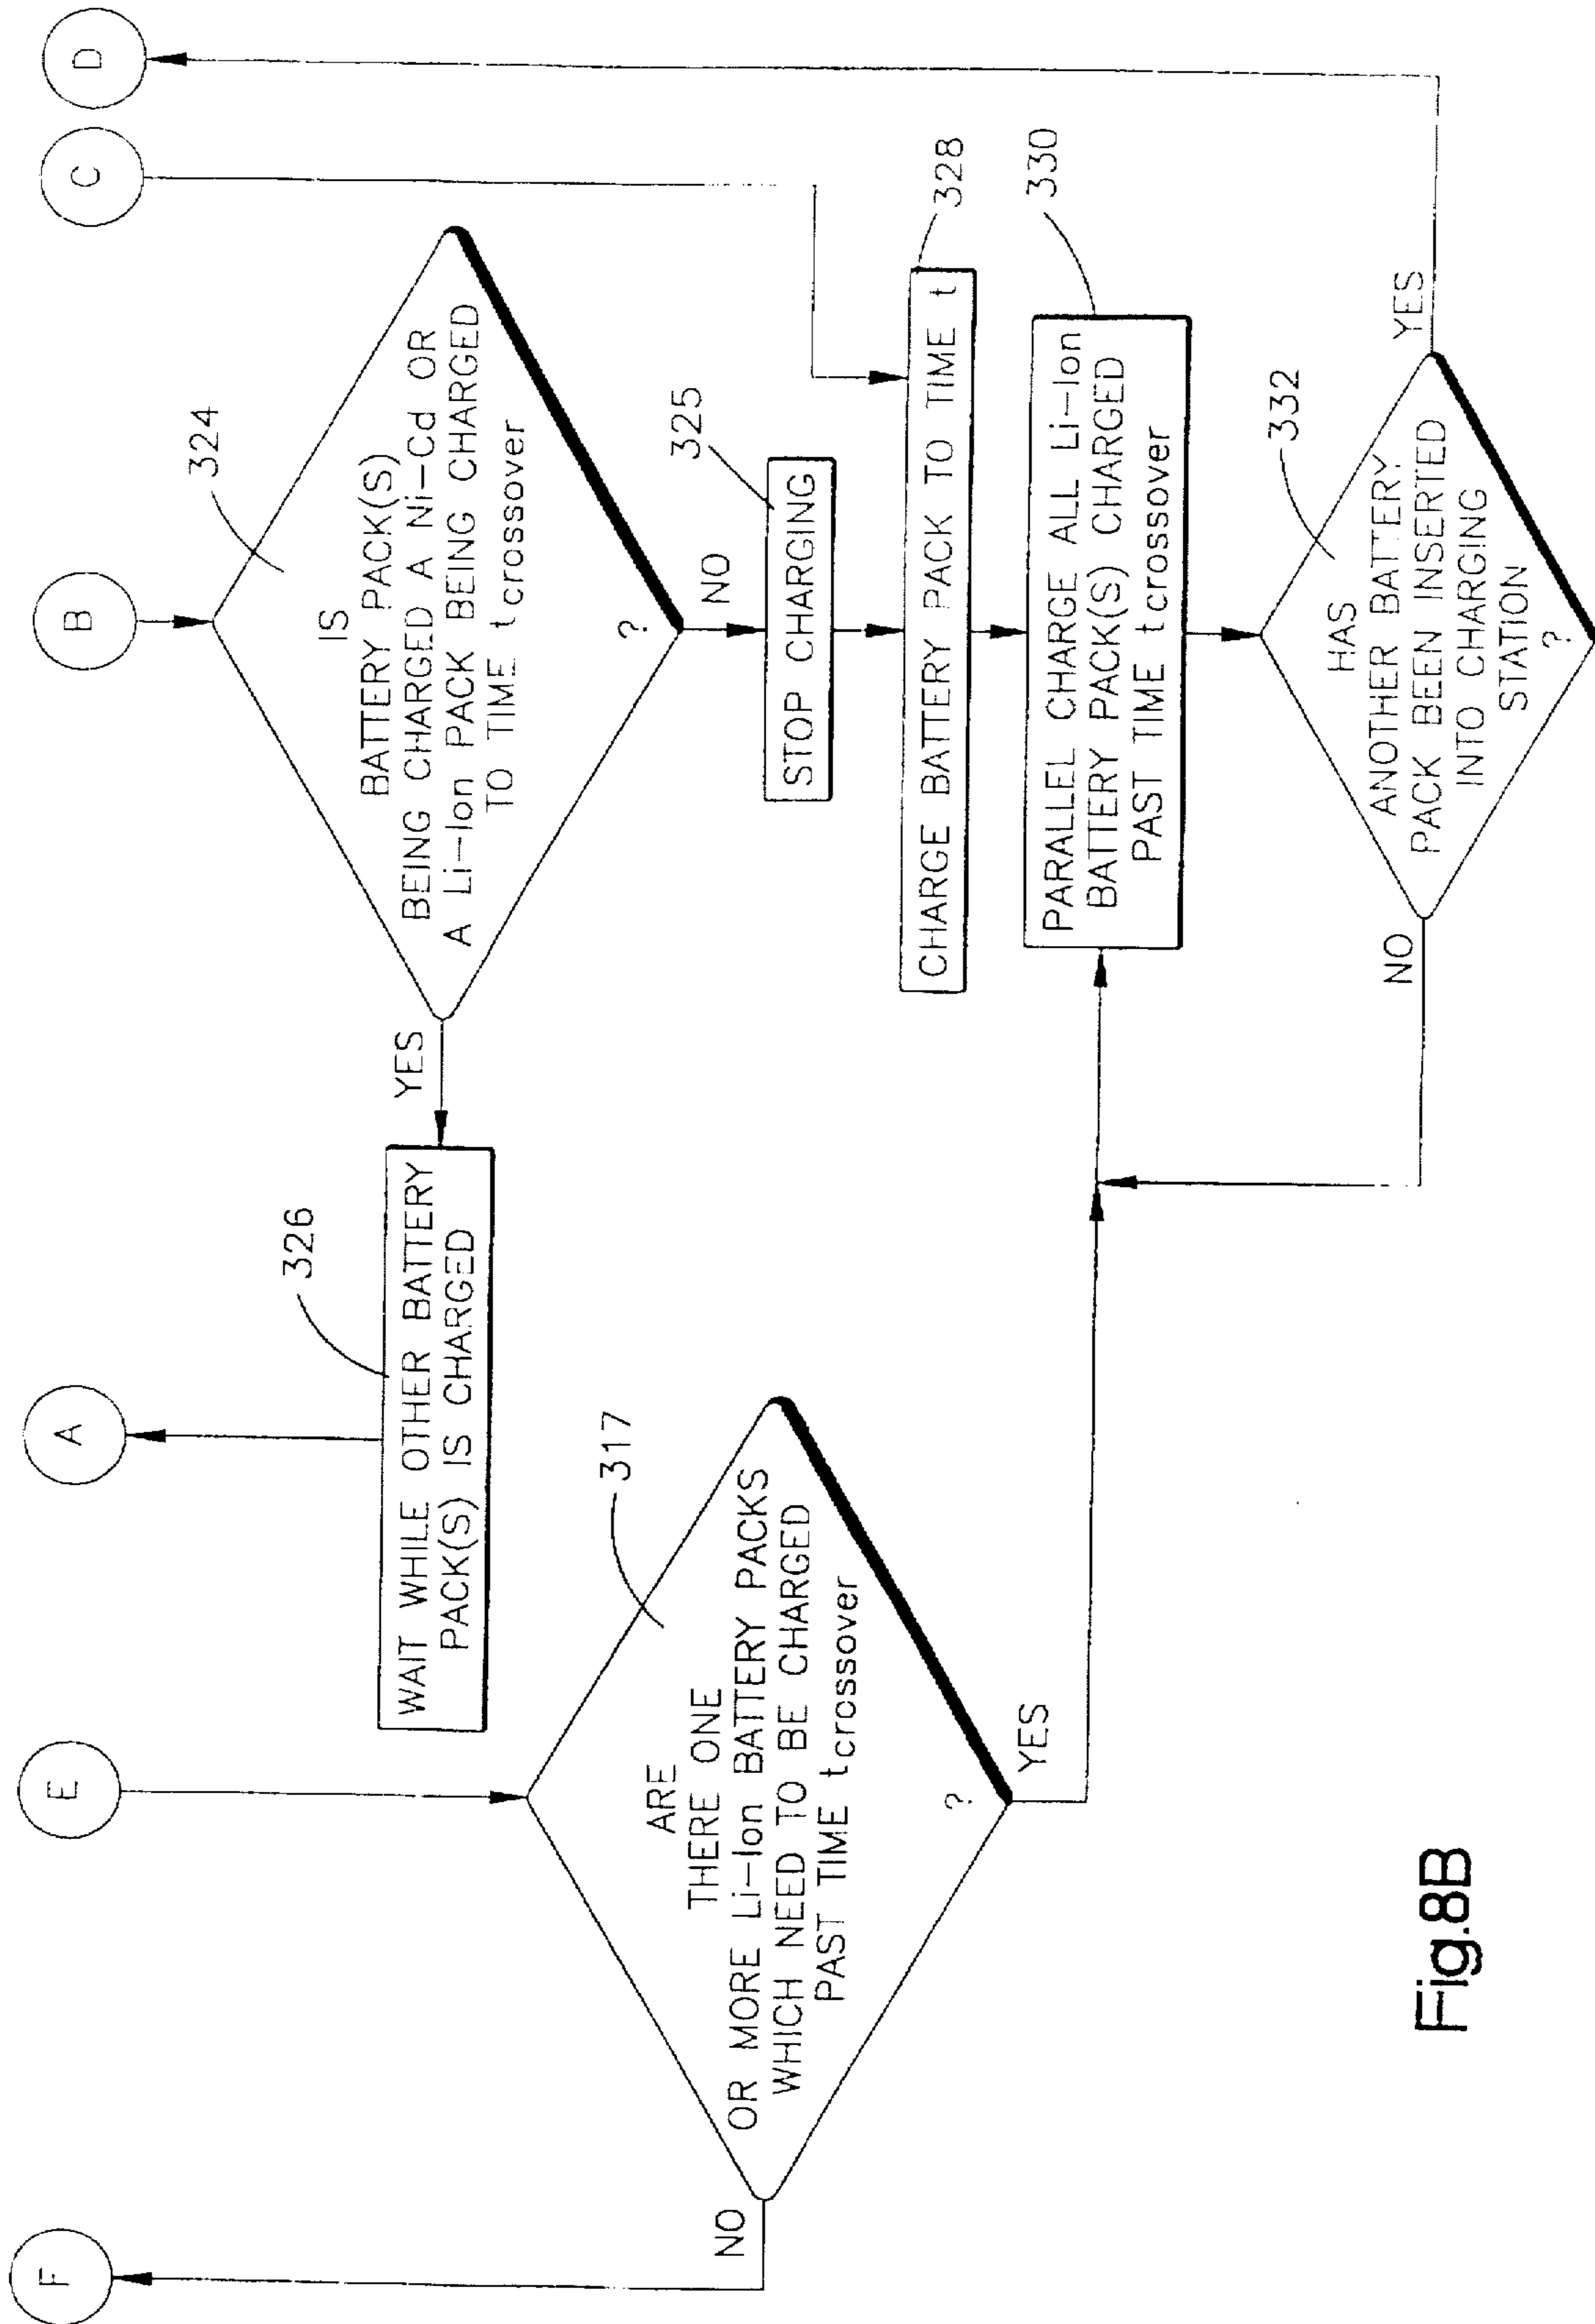 F
E
A
B
C
D
324
IS
BATTERY PACK(S)
BEING CHARGED A Ni-Cd OR
A Li-Ion PACK BEING CHARGED
TO TIME tcrossover
?
YES
NO
326
WAIT WHILE OTHER BATTERY
PACK(S) IS CHARGED
325
STOP CHARGING
317
ARE
THERE ONE
OR MORE Li-Ion BATTERY PACKS
WHICH NEED TO BE CHARGED
PAST TIME tcrossover
?
NO
YES
328
CHARGE BATTERY PACK TO TIME t
330
PARALLEL CHARGE ALL Li-Ion
BATTERY PACK(S) CHARGED
PAST TIME tcrossover
332
HAS
ANOTHER BATTERY
PACK BEEN INSERTED
INTO CHARGING
STATION
?
NO
YES
Fig.8B